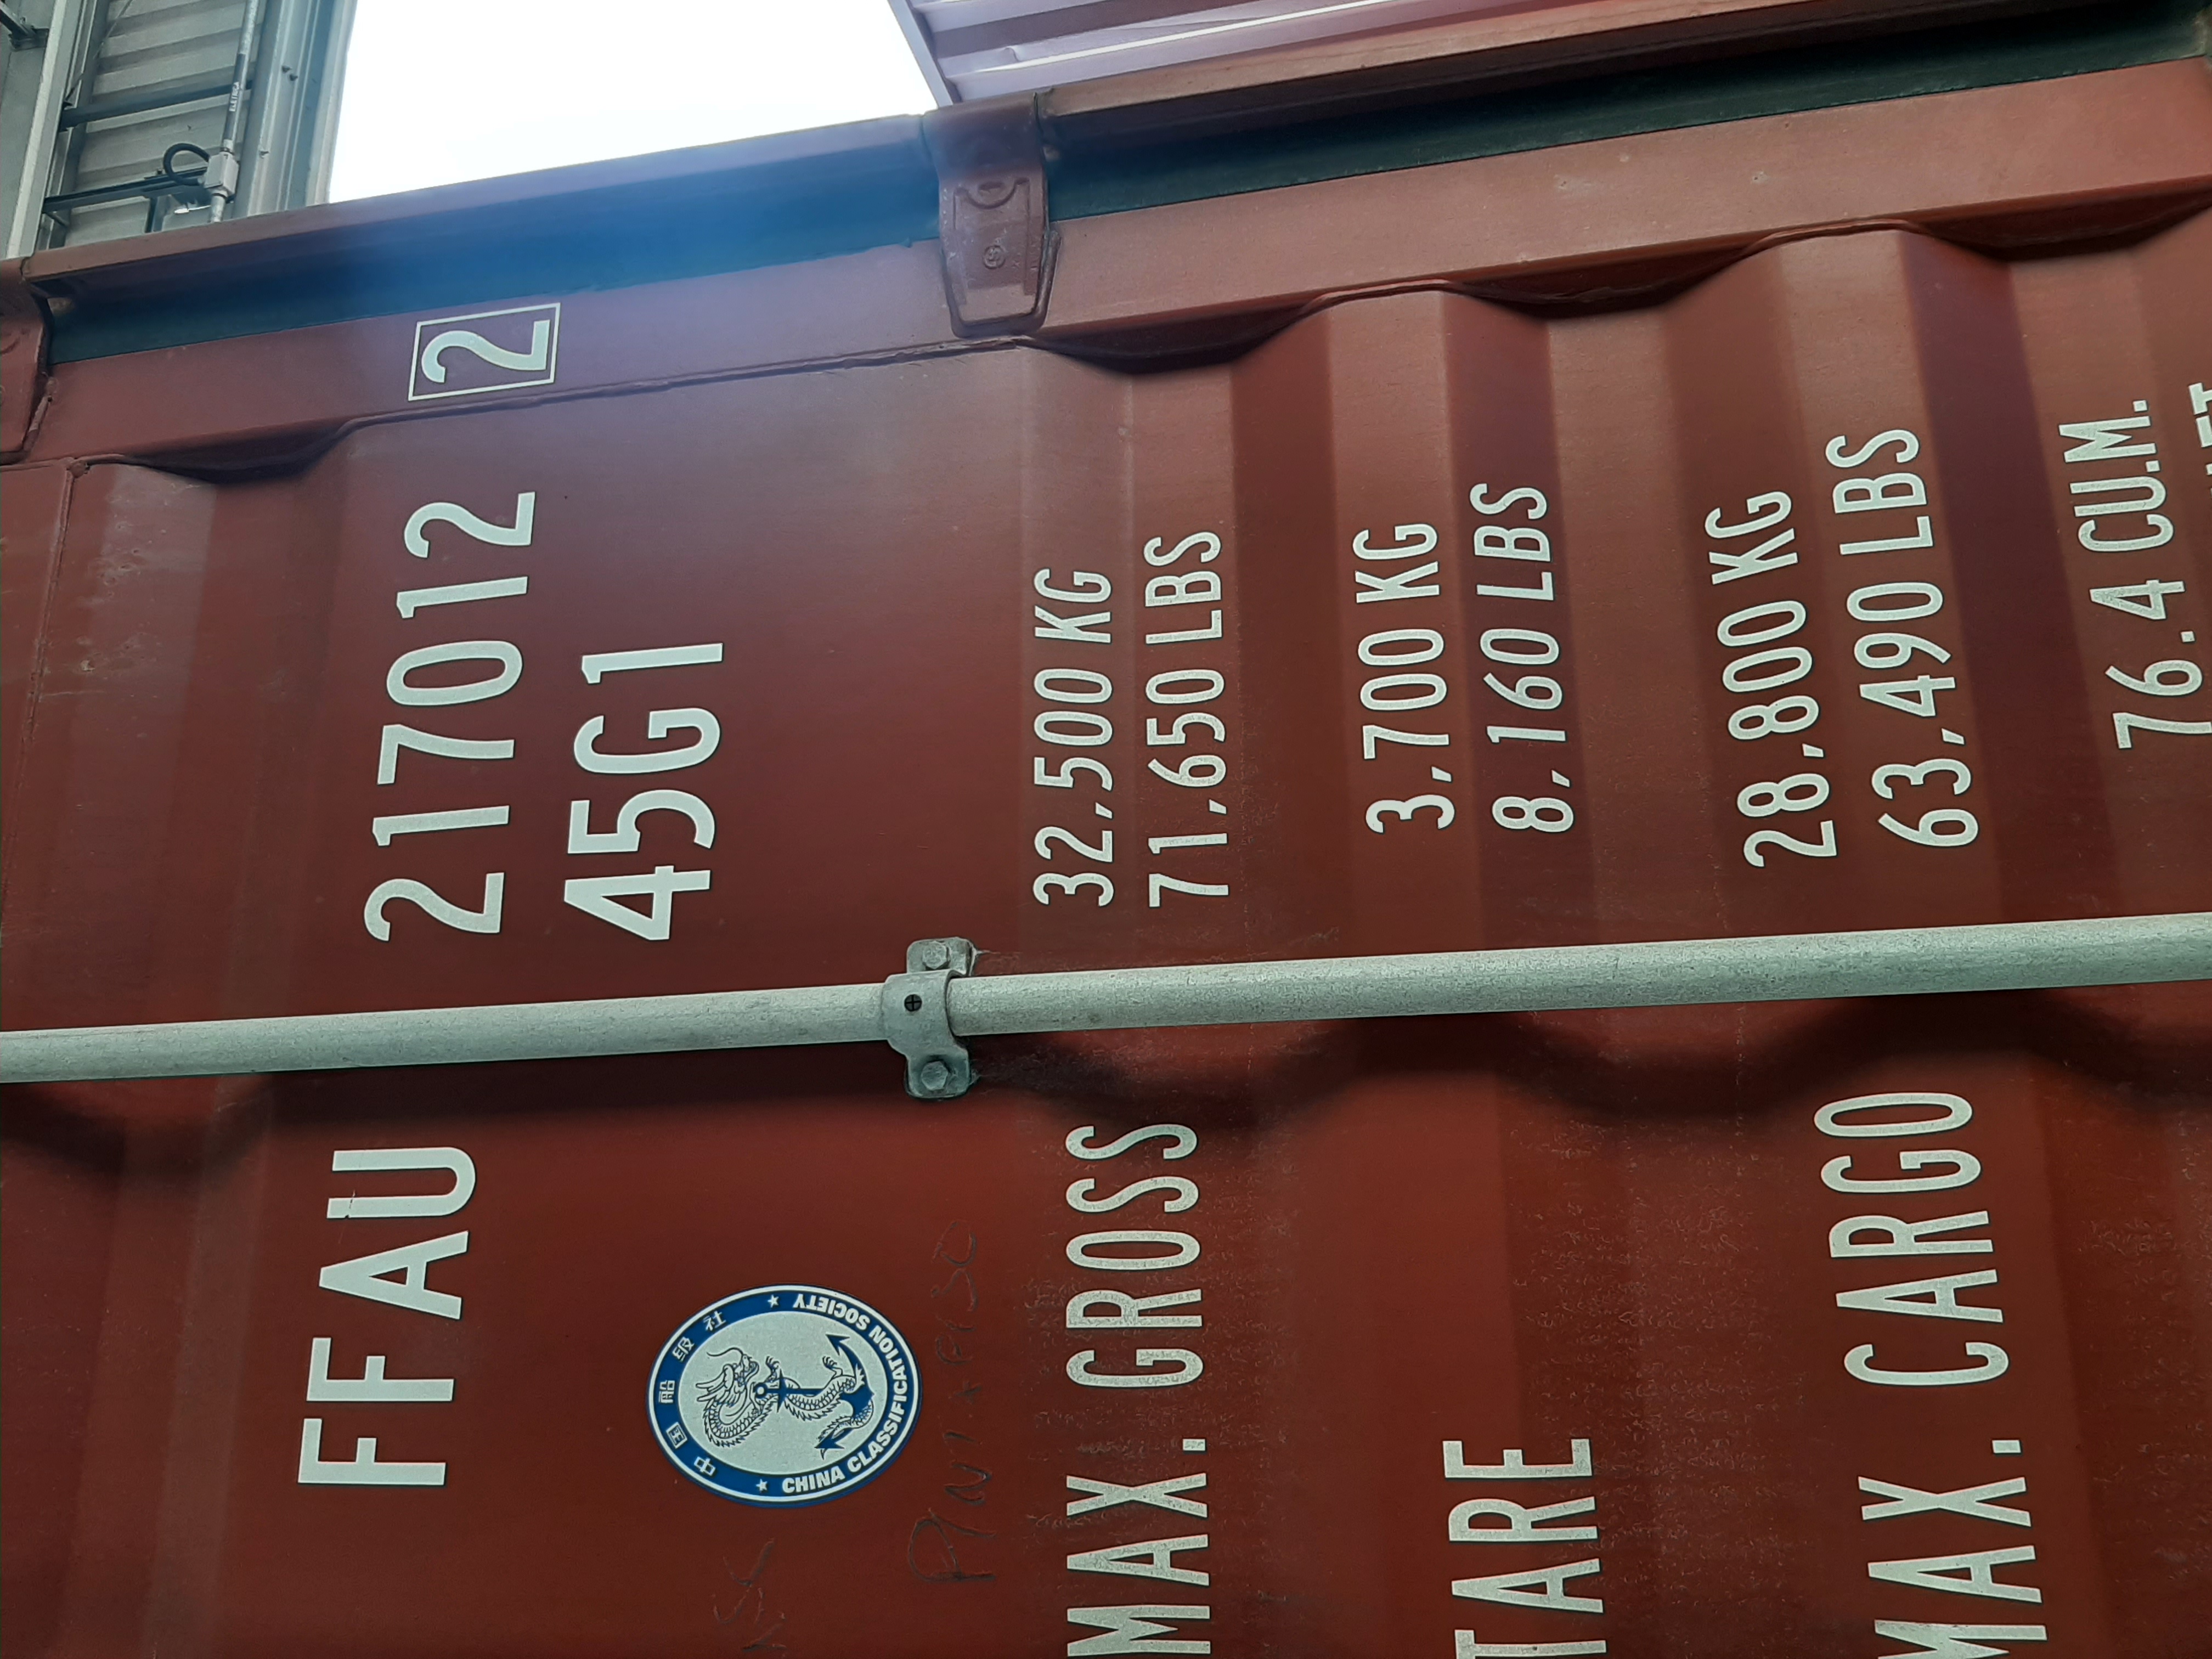 FFAU 217012 2
45G1
中国船级社
CHINA CLASSIFICATION SOCIETY
MAX. GROSS 32,500 KG
71,650 LBS
TARE 3,700 KG
8,160 LBS
MAX. CARGO 28,800 KG
63,490 LBS
76.4 CU.M.